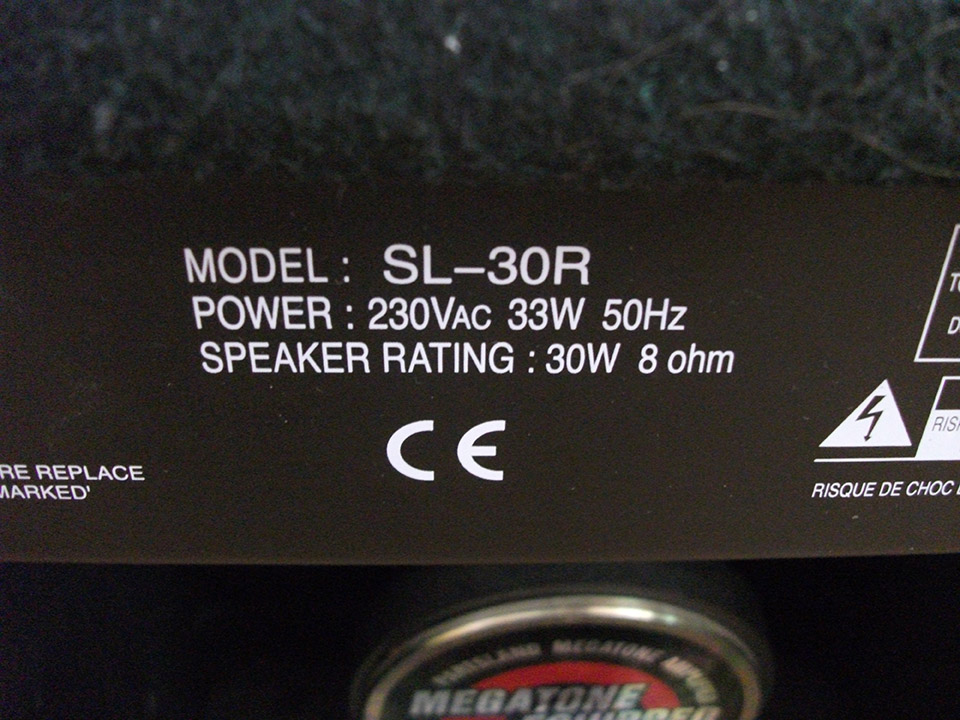 MODEL : SL-30R
POWER : 230VAC 33W 50Hz
SPEAKER RATING : 30W 8 ohm
CE
RE REPLACE
MARKED'
RISQUE DE CHOC
MEGATONE
MEGATONE